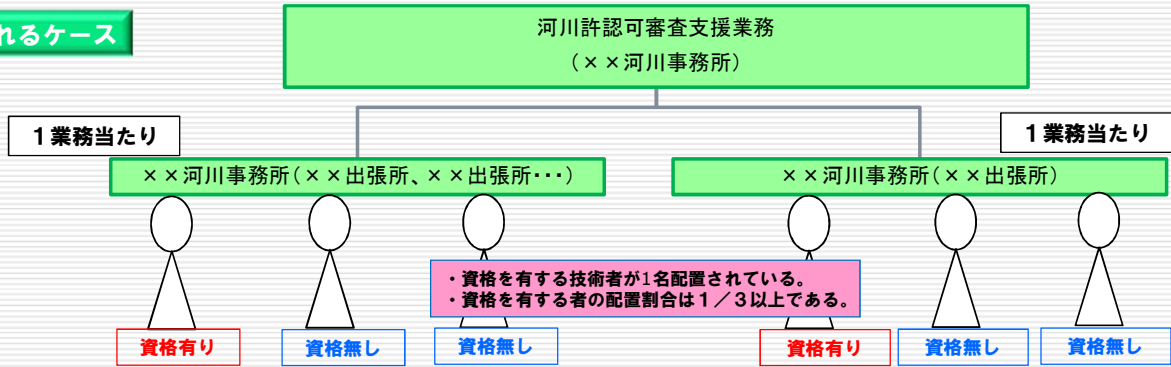 れるケース
河川許認可審査支援業務
(××河川事務所)
1業務当たり
1業務当たり
××河川事務所(××出張所、××出張所・・・)
××河川事務所(××出張所)
・資格を有する技術者が1名配置されている。
・資格を有する者の配置割合は1/3以上である。
資格有り
資格無し
資格無し
資格有り
資格無し
資格無し